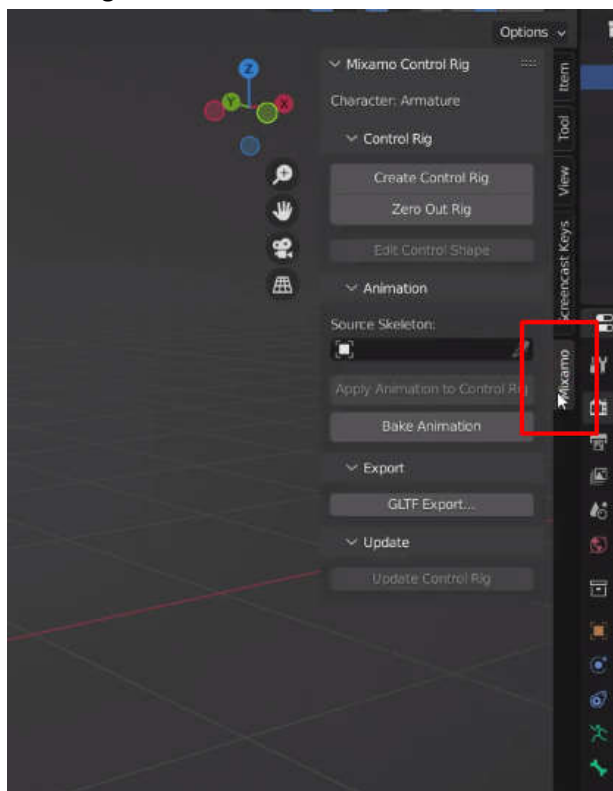 Options
Mixamo Control Rig
Character: Armature
Control Rig
Create Control Rig
Zero Out Rig
Edit Control Shape
Animation
Source Skeleton:
Apply Animation to Control Rig
Bake Animation
Export
GLTF Export...
Update
Update Control Rig
Item
Tool
View
Screencast Keys
Mixamo
Z
Y
X